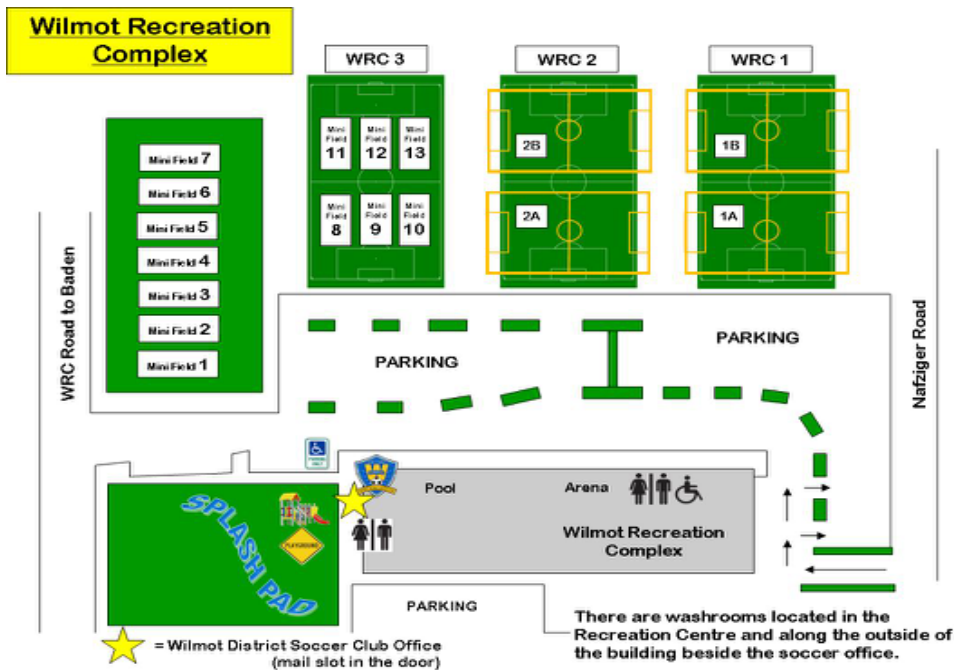 Wilmot Recreation
Complex
WRC 3
WRC 2
WRC 1
Mini Field 7
Mini Field 6
Mini Field 5
Mini Field 4
Mini Field 3
Mini Field 2
Mini Field 1
Mini
Field
11
Mini
Field
12
Mini
Field
13
Mini
Field
8
Mini
Field
9
Mini
Field
10
2B
2A
1B
1A
WRC Road to Baden
Nafziger Road
PARKING
PARKING
SPLASH PAD
PLAYGROUND
Pool
Arena
Wilmot Recreation
Complex
PARKING
There are washrooms located in the
Recreation Centre and along the outside of
the building beside the soccer office.
= Wilmot District Soccer Club Office
(mail slot in the door)